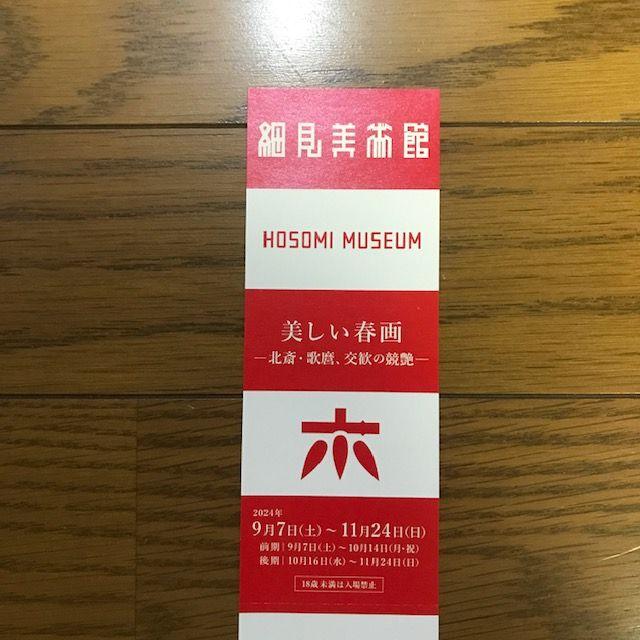 細見美術館
HOSOMI MUSEUM
美しい春画
―北斎・歌麿、交歓の競艶―
2024年
9月7日(土)～11月24日(日)
前期|9月7日(土)～10月14日(月・祝)
後期|10月16日(水)～11月24日(日)
18歳未満は入場禁止